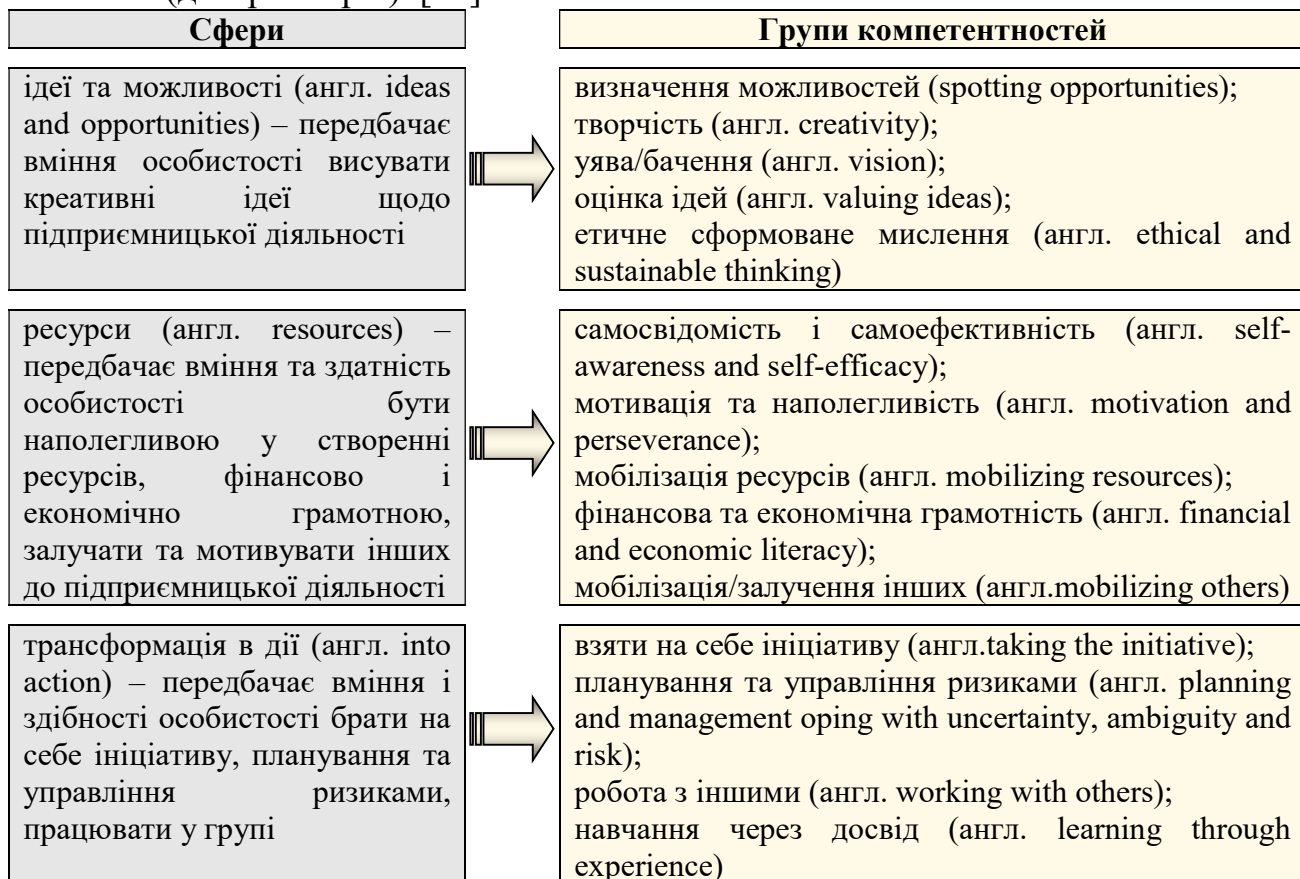 Сфери
Групи компетентностей
ідеї та можливості (англ. ideas
and opportunities) – передбачає
вміння особистості висувати
креативні ідеї щодо
підприємницької діяльності
визначення можливостей (spotting opportunities);
творчість (англ. creativity);
уява/бачення (англ. vision);
оцінка ідей (англ. valuing ideas);
етичне сформоване мислення (англ. ethical and
sustainable thinking)
ресурси (англ. resources) –
передбачає вміння та здатність
особистості бути
наполегливою у створенні
ресурсів, фінансово і
економічно грамотною,
залучати та мотивувати інших
до підприємницької діяльності
самосвідомість і самоефективність (англ. self-
awareness and self-efficacy);
мотивація та наполегливість (англ. motivation and
perseverance);
мобілізація ресурсів (англ. mobilizing resources);
фінансова та економічна грамотність (англ. financial
and economic literacy);
мобілізація/залучення інших (англ.mobilizing others)
трансформація в дії (англ. into
action) – передбачає вміння і
здібності особистості брати на
себе ініціативу, планування та
управління ризиками,
працювати у групі
взяти на себе ініціативу (англ.taking the initiative);
планування та управління ризиками (англ. planning
and management oping with uncertainty, ambiguity and
risk);
робота з іншими (англ. working with others);
навчання через досвід (англ. learning through
experience)